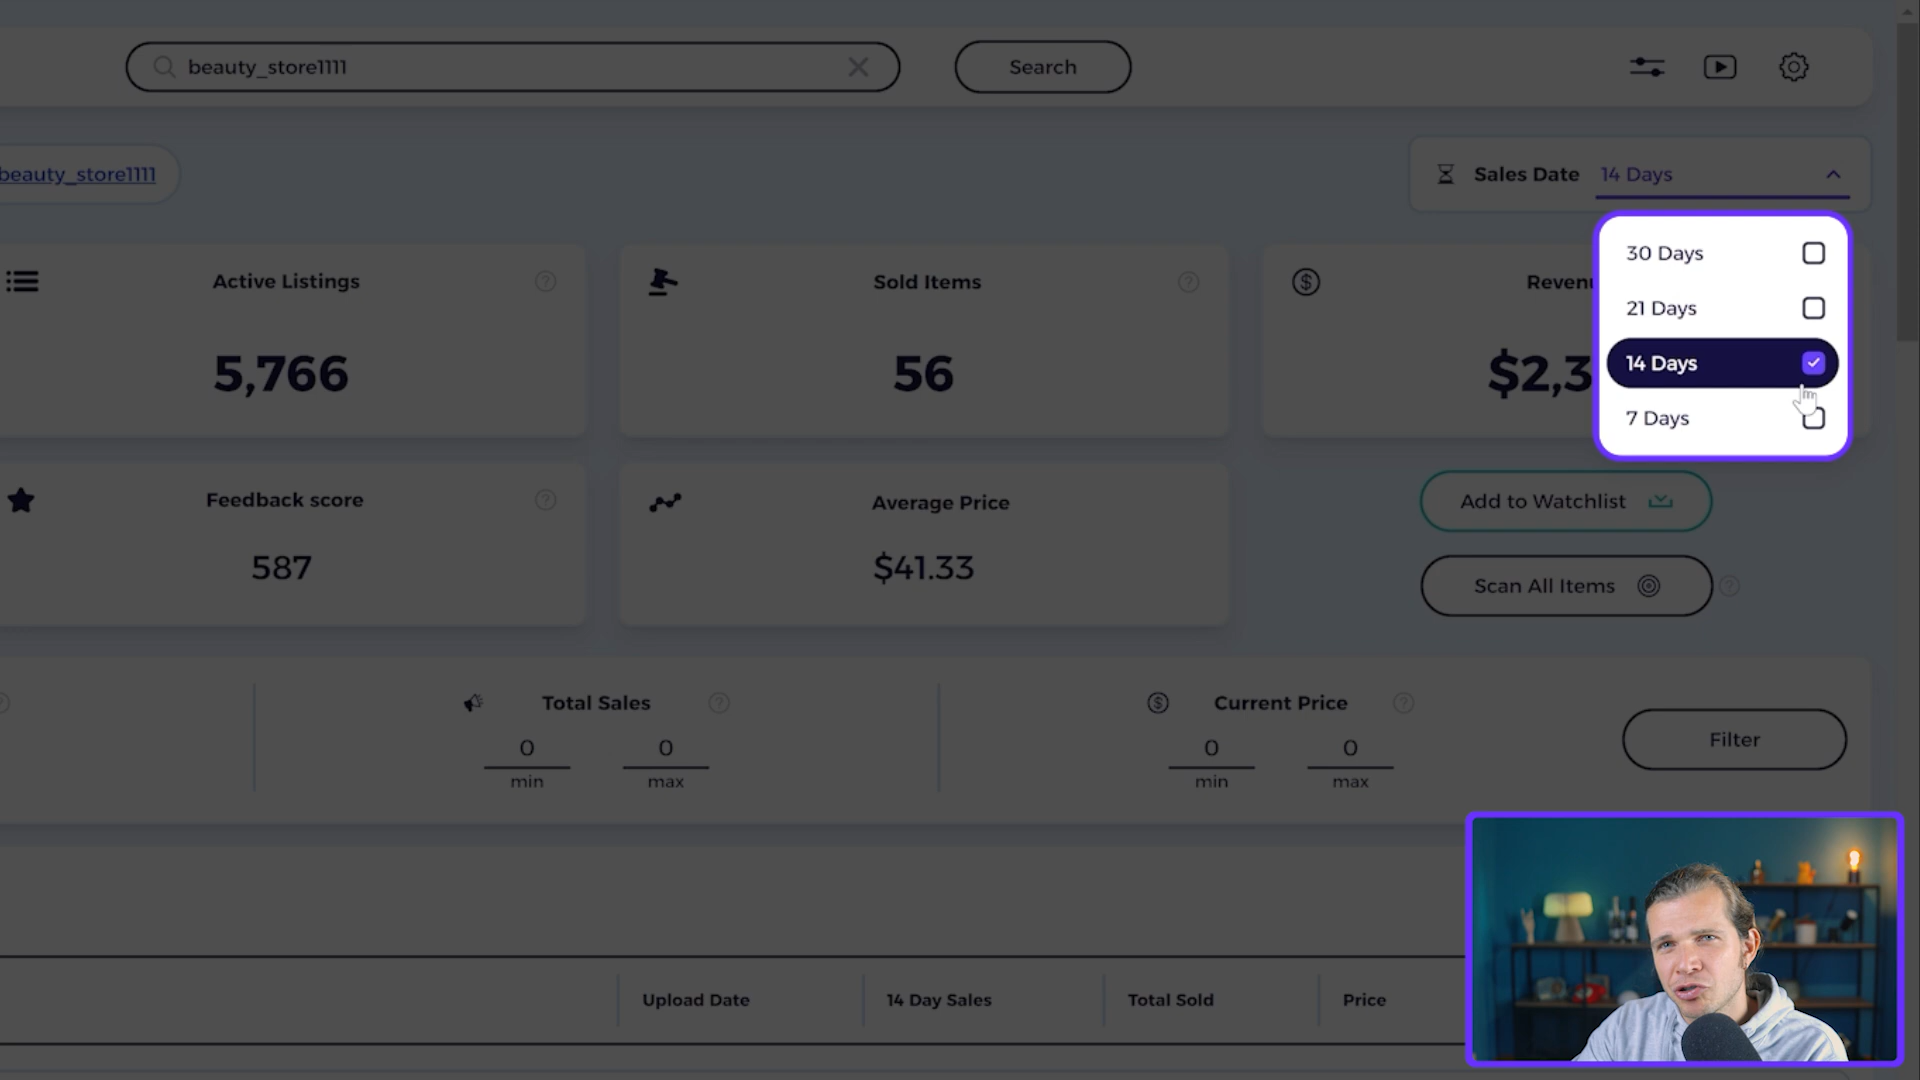 beauty_store1111
Search
beauty_store1111
Sales Date 14 Days
30 Days
21 Days
14 Days
7 Days
Active Listings
5,766
Sold Items
56
$2,3
Feedback score
587
Average Price
$41.33
Add to Watchlist
Scan All Items
Total Sales
0 0
min max
Current Price
0 0
min max
Filter
Upload Date 14 Day Sales Total Sold Price